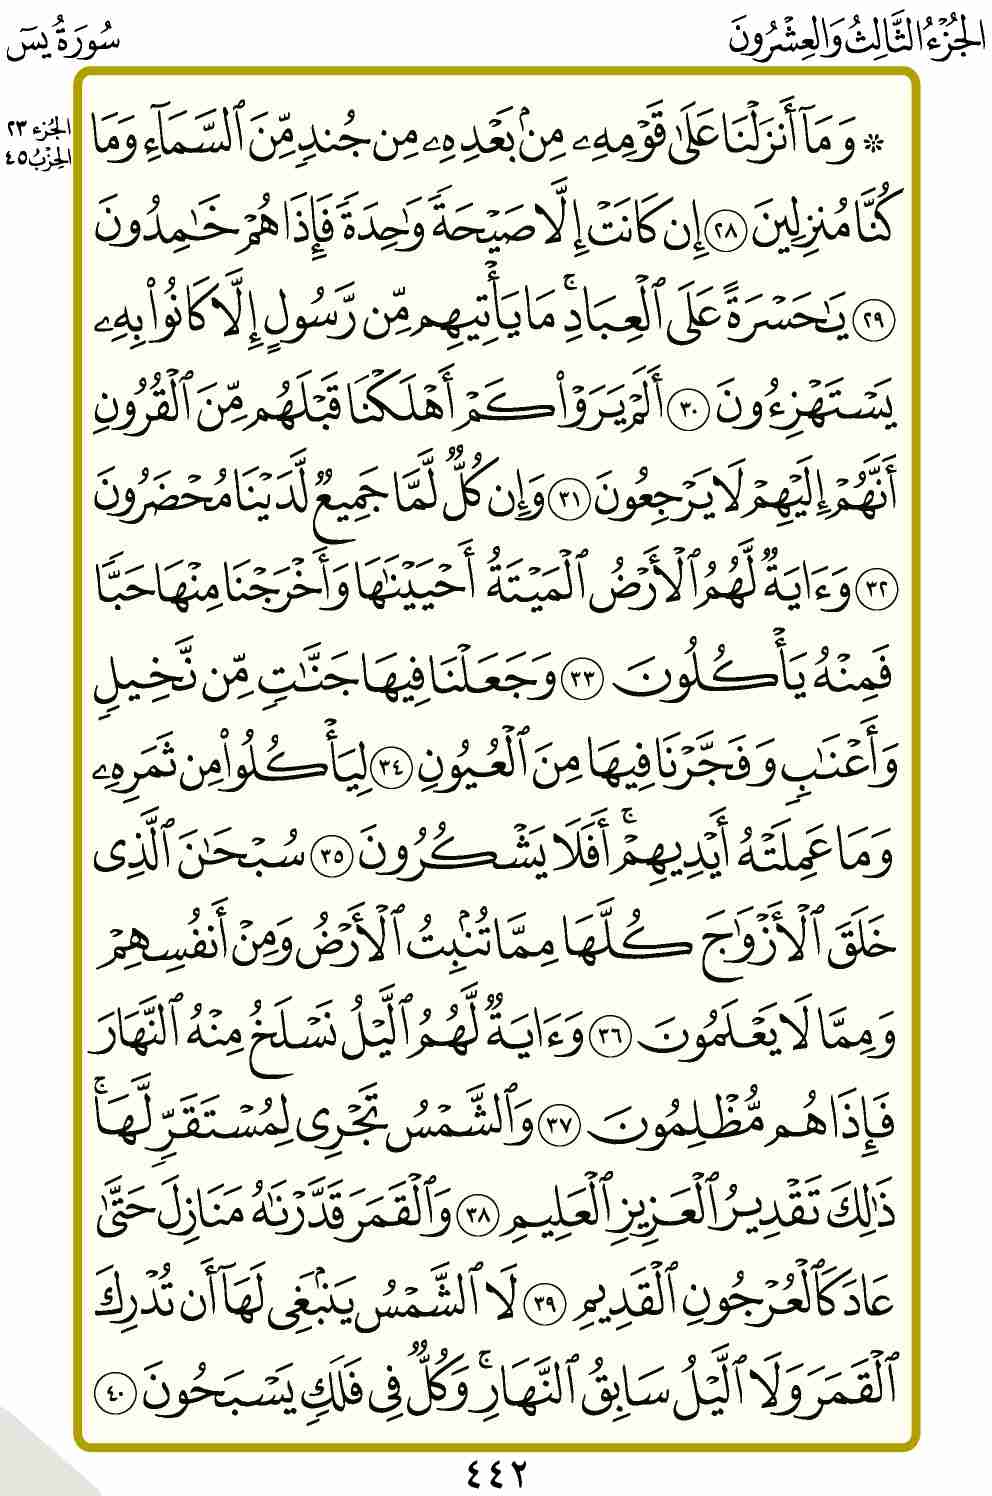 الجُزْءُ الثَّالِثُ وَالعِشْرُونَ
سُورَةُ يسٓ
الجُزء ٢٣
الحِزْبُ ٤٥
* وَمَآ أَنزَلْنَا عَلَىٰ قَوْمِهِۦ مِنۢ بَعْدِهِۦ مِن جُندٍ مِّنَ ٱلسَّمَآءِ وَمَا
كُنَّا مُنزِلِينَ ٢٨ إِن كَانَتْ إِلَّا صَيْحَةً وَٰحِدَةً فَإِذَا هُمْ خَٰمِدُونَ
٢٩ يَٰحَسْرَةً عَلَى ٱلْعِبَادِۚ مَا يَأْتِيهِم مِّن رَّسُولٍ إِلَّا كَانُوا۟ بِهِۦ
يَسْتَهْزِءُونَ ٣٠ أَلَمْ يَرَوْا۟ كَمْ أَهْلَكْنَا قَبْلَهُم مِّنَ ٱلْقُرُونِ
أَنَّهُمْ إِلَيْهِمْ لَا يَرْجِعُونَ ٣١ وَإِن كُلٌّ لَّمَّا جَمِيعٌ لَّدَيْنَا مُحْضَرُونَ
٣٢ وَءَايَةٌ لَّهُمُ ٱلْأَرْضُ ٱلْمَيْتَةُ أَحْيَيْنَٰهَا وَأَخْرَجْنَا مِنْهَا حَبًّا
فَمِنْهُ يَأْكُلُونَ ٣٣ وَجَعَلْنَا فِيهَا جَنَّٰتٍ مِّن نَّخِيلٍ
وَأَعْنَٰبٍ وَفَجَّرْنَا فِيهَا مِنَ ٱلْعُيُونِ ٣٤ لِيَأْكُلُوا۟ مِن ثَمَرِهِۦ
وَمَا عَمِلَتْهُ أَيْدِيهِمْۚ أَفَلَا يَشْكُرُونَ ٣٥ سُبْحَٰنَ ٱلَّذِى
خَلَقَ ٱلْأَزْوَٰجَ كُلَّهَا مِمَّا تُنۢبِتُ ٱلْأَرْضُ وَمِنْ أَنفُسِهِمْ
وَمِمَّا لَا يَعْلَمُونَ ٣٦ وَءَايَةٌ لَّهُمُ ٱلَّيْلُ نَسْلَخُ مِنْهُ ٱلنَّهَارَ
فَإِذَا هُم مُّظْلِمُونَ ٣٧ وَٱلشَّمْسُ تَجْرِى لِمُسْتَقَرٍّ لَّهَاۚ
ذَٰلِكَ تَقْدِيرُ ٱلْعَزِيزِ ٱلْعَلِيمِ ٣٨ وَٱلْقَمَرَ قَدَّرْنَٰهُ مَنَازِلَ حَتَّىٰ
عَادَ كَٱلْعُرْجُونِ ٱلْقَدِيمِ ٣٩ لَا ٱلشَّمْسُ يَنۢبَغِى لَهَآ أَن تُدْرِكَ
ٱلْقَمَرَ وَلَا ٱلَّيْلُ سَابِقُ ٱلنَّهَارِۚ وَكُلٌّ فِى فَلَكٍ يَسْبَحُونَ ٤٠
٤٤٢